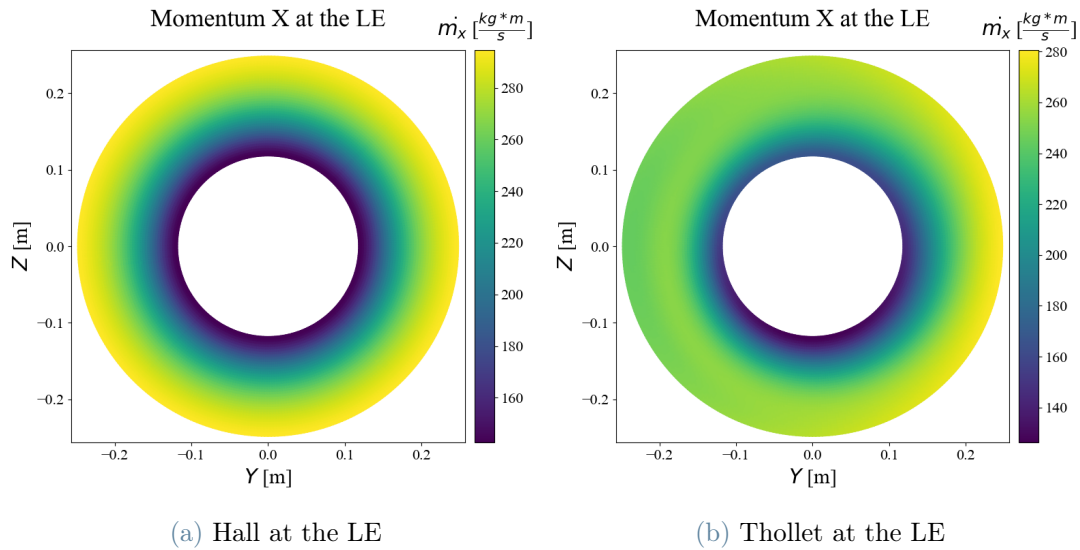 Momentum X at the LE
ṁₓ [kg*m/s]
280
260
240
220
200
180
160
0.2
0.1
0.0
−0.1
−0.2
Z [m]
−0.2 −0.1 0.0 0.1 0.2
Y [m]
(a) Hall at the LE
Momentum X at the LE
ṁₓ [kg*m/s]
280
260
240
220
200
180
160
140
0.2
0.1
0.0
−0.1
−0.2
Z [m]
−0.2 −0.1 0.0 0.1 0.2
Y [m]
(b) Thollet at the LE